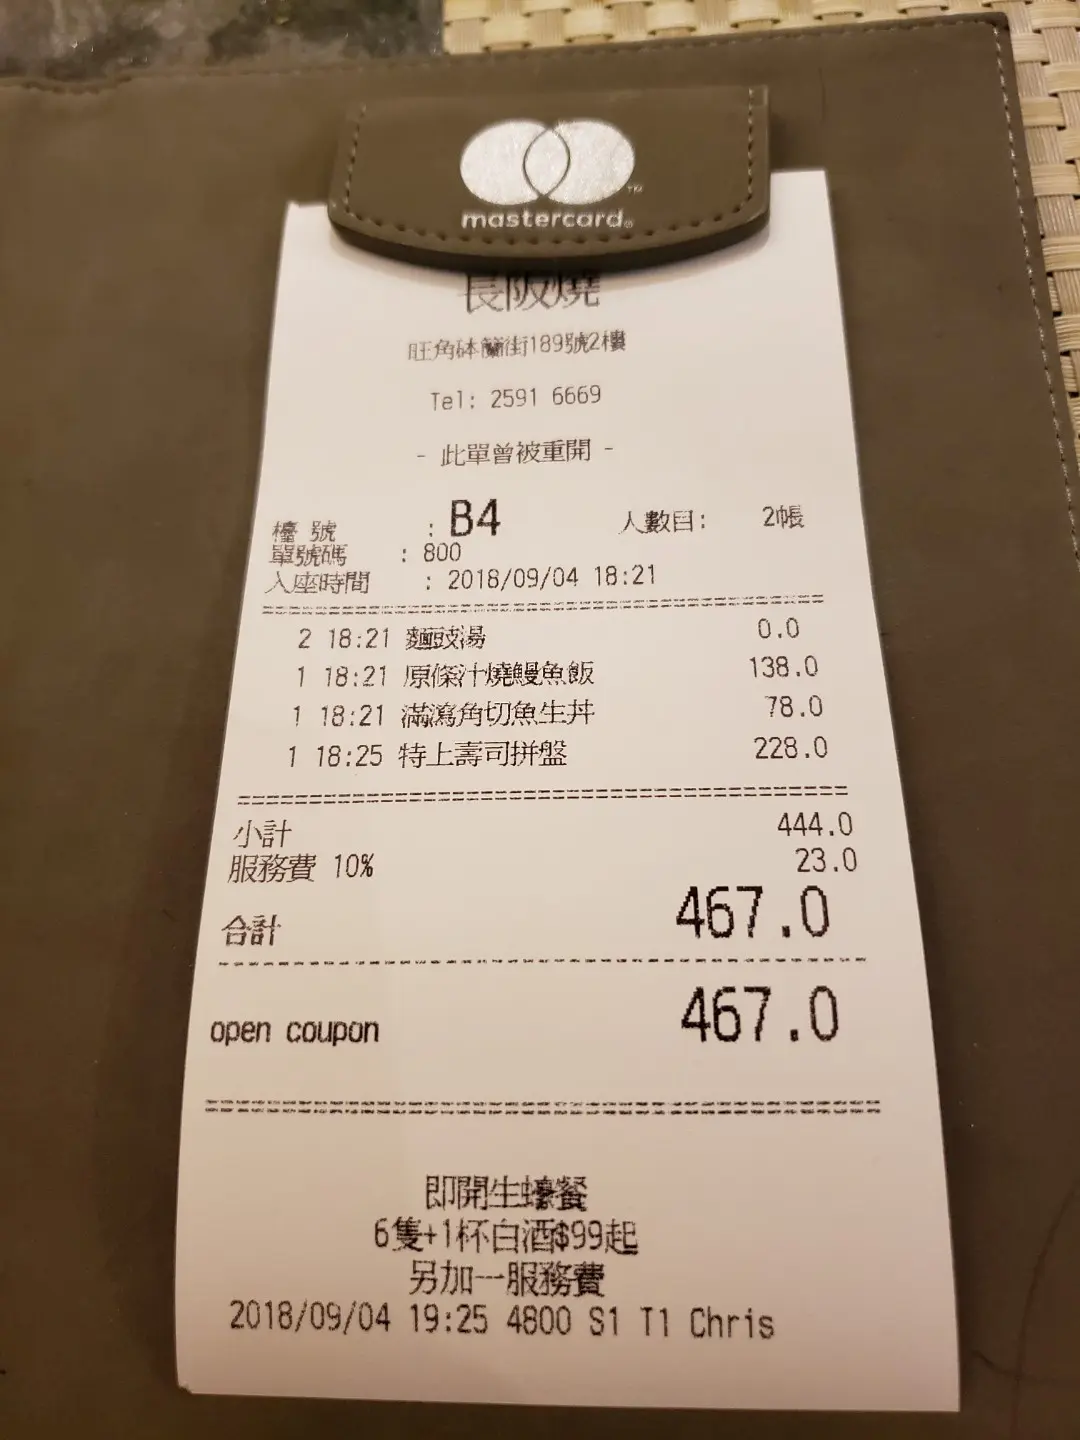 mastercard®
長阪燒
旺角砵蘭街189號2樓
Tel: 2591 6669
- 此單曾被重開 -
檯 號 : B4 人數目: 2帳
單號碼 : 800
入座時間 : 2018/09/04 18:21
2 18:21 麵豉湯 0.0
1 18:21 原條汁燒鰻魚飯 138.0
1 18:21 滿瀉角切魚生丼 78.0
1 18:25 特上壽司拼盤 228.0
小計 444.0
服務費 10% 23.0
合計 467.0
open coupon 467.0
即開生蠔餐
6隻+1杯白酒$99起
另加一服務費
2018/09/04 19:25 4800 S1 T1 Chris